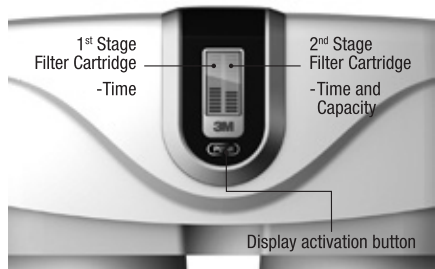 1st Stage
Filter Cartridge
-Time
2nd Stage
Filter Cartridge
-Time and
Capacity
3M
Display activation button